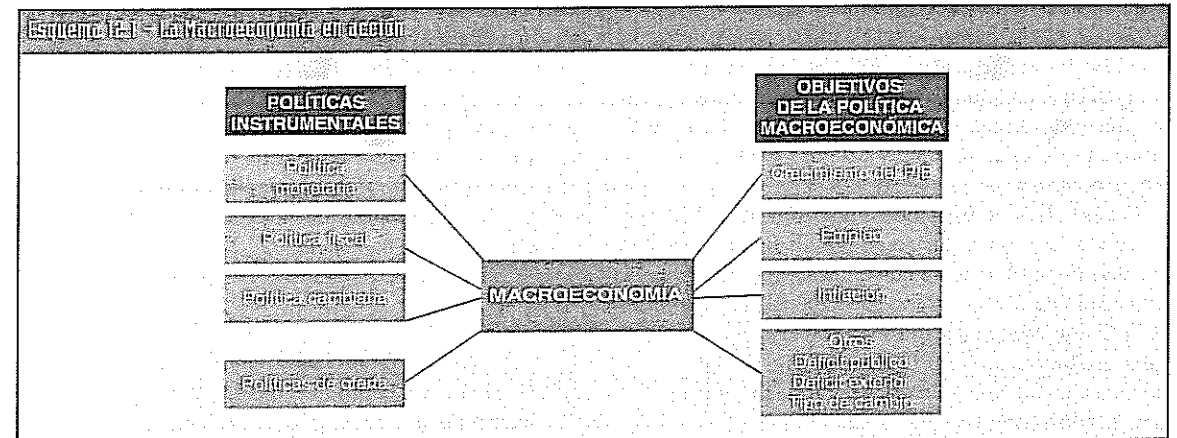 Esquema 12.1 – La Macroeconomía en acción
POLÍTICAS
INSTRUMENTALES
Política
monetaria
Política fiscal
Política cambiaria
Políticas de oferta
MACROECONOMÍA
OBJETIVOS
DE LA POLÍTICA
MACROECONÓMICA
Crecimiento del PIB
Empleo
Inflación
Otros
Déficit público
Déficit exterior
Tipo de cambio